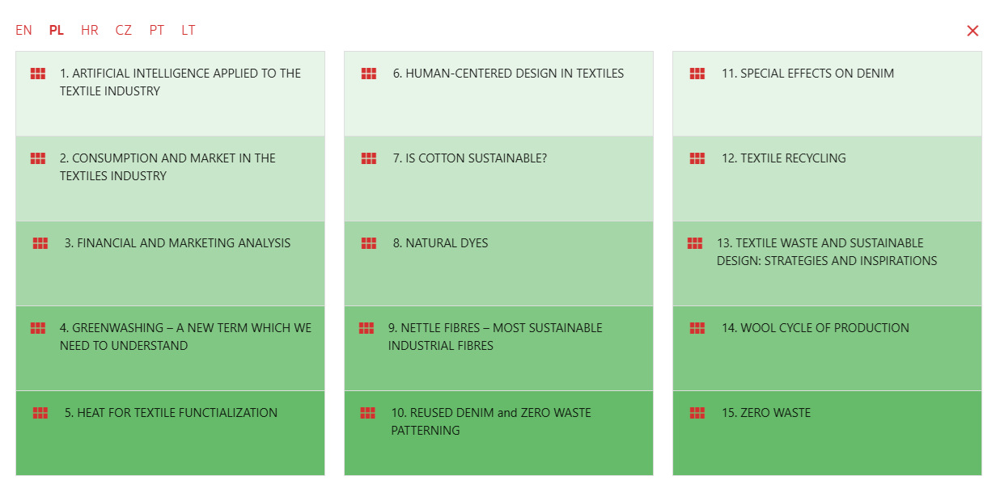 EN PL HR CZ PT LT
1. ARTIFICIAL INTELLIGENCE APPLIED TO THE
TEXTILE INDUSTRY
2. CONSUMPTION AND MARKET IN THE
TEXTILES INDUSTRY
3. FINANCIAL AND MARKETING ANALYSIS
4. GREENWASHING – A NEW TERM WHICH WE
NEED TO UNDERSTAND
5. HEAT FOR TEXTILE FUNCTIALIZATION
6. HUMAN-CENTERED DESIGN IN TEXTILES
7. IS COTTON SUSTAINABLE?
8. NATURAL DYES
9. NETTLE FIBRES – MOST SUSTAINABLE
INDUSTRIAL FIBRES
10. REUSED DENIM and ZERO WASTE
PATTERNING
11. SPECIAL EFFECTS ON DENIM
12. TEXTILE RECYCLING
13. TEXTILE WASTE AND SUSTAINABLE
DESIGN: STRATEGIES AND INSPIRATIONS
14. WOOL CYCLE OF PRODUCTION
15. ZERO WASTE